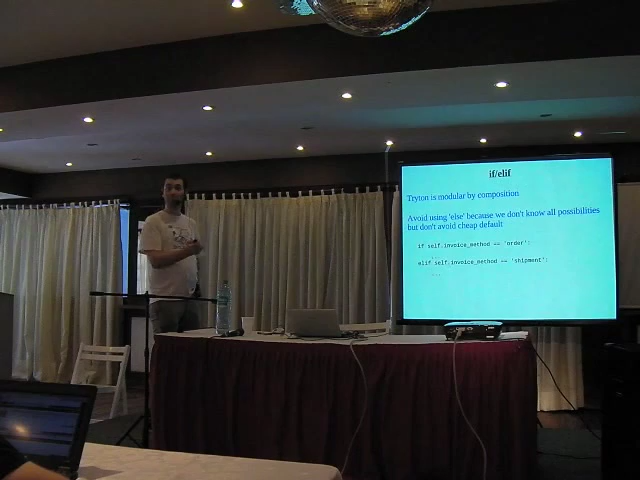 if/elif
Tryton is modular by composition
Avoid using 'else' because we don't know all possibilities
but don't avoid cheap default
if self.invoice_method == 'order':
...
elif self.invoice_method == 'shipment':
...